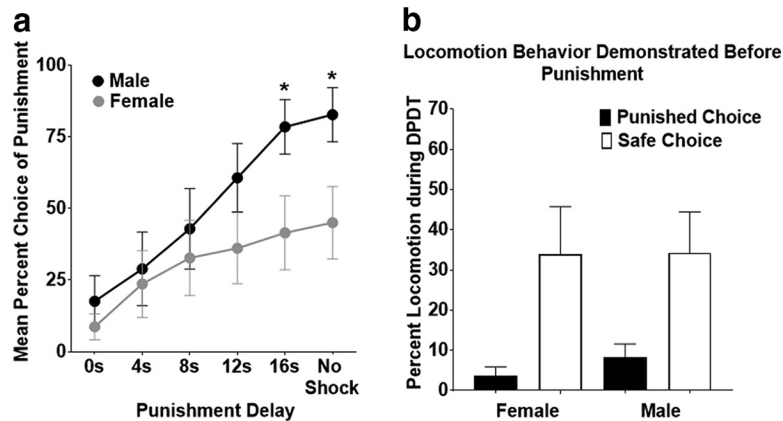 a
Mean Percent Choice of Punishment
100
75
50
25
0
Male
Female
*
*
0s
4s
8s
12s
16s
No
Shock
Punishment Delay
b
Locomotion Behavior Demonstrated Before
Punishment
Percent Locomotion during DPDT
70
60
50
40
30
20
10
0
Punished Choice
Safe Choice
Female
Male